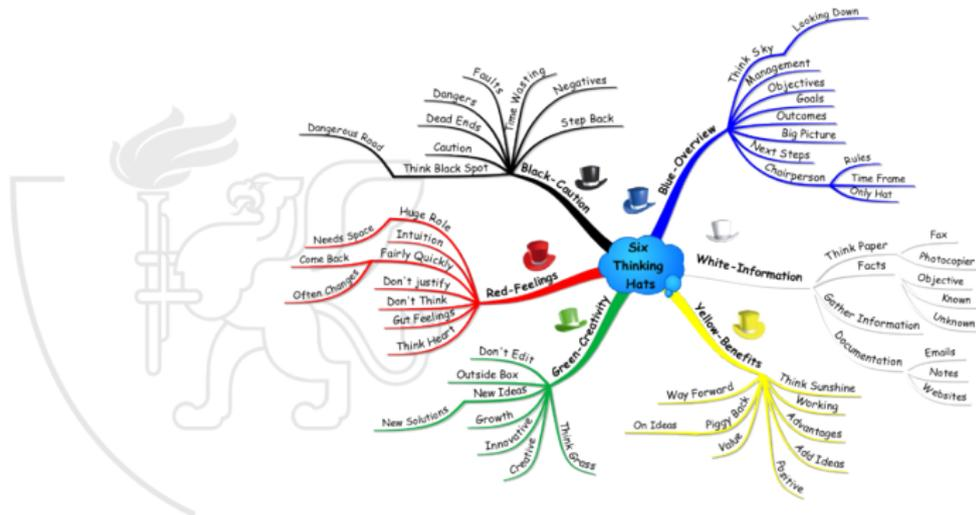 Six
Thinking
Hats
Blue-Overview
Think Sky
Looking Down
Management
Objectives
Goals
Outcomes
Big Picture
Next Steps
Chairperson
Rules
Time Frame
Only Hat
White-Information
Think Paper
Fax
Photocopier
Facts
Objective
Known
Unknown
Gather Information
Documentation
Emails
Notes
Websites
Yellow-Benefits
Think Sunshine
Working
Advantages
Add Ideas
Positive
Value
Piggy Back
On Ideas
Way Forward
Green-Creativity
Don't Edit
Outside Box
New Ideas
New Solutions
Growth
Innovative
Creative
Think Grass
Red-Feelings
Huge Role
Needs Space
Intuition
Fairly Quickly
Come Back
Often Changes
Don't justify
Don't Think
Gut Feelings
Think Heart
Black-Caution
Step Back
Negatives
Time Wasting
Faults
Dangers
Dead Ends
Caution
Think Black Spot
Dangerous Road